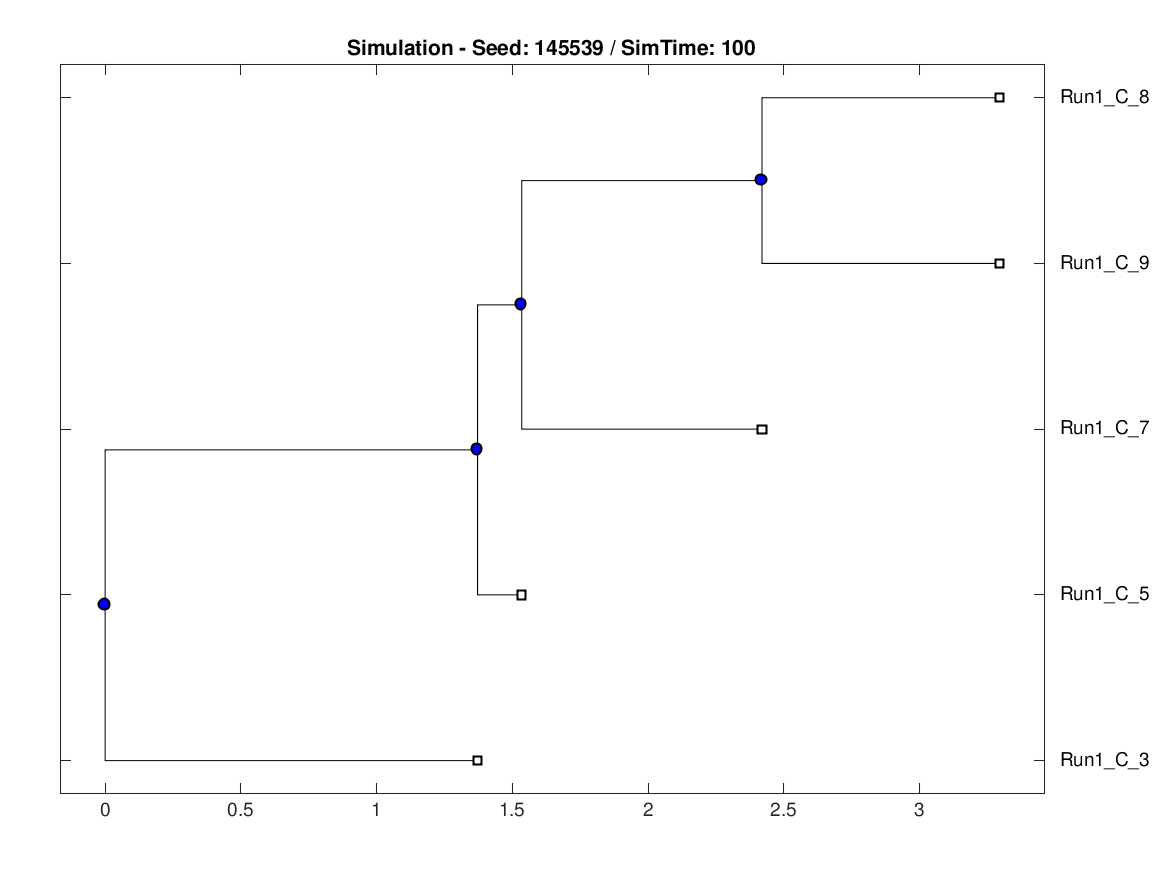 Simulation - Seed: 145539 / SimTime: 100
Run1_C_8
Run1_C_9
Run1_C_7
Run1_C_5
Run1_C_3
0 0.5 1 1.5 2 2.5 3